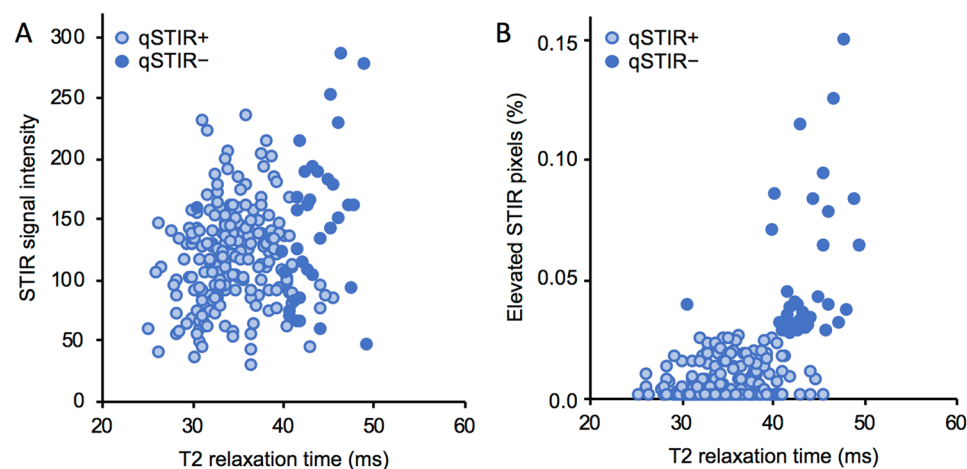 A
qSTIR+
qSTIR−
300
250
200
150
100
50
0
STIR signal intensity
20
30
40
50
60
T2 relaxation time (ms)
B
qSTIR+
qSTIR−
0.15
0.10
0.05
0.0
Elevated STIR pixels (%)
20
30
40
50
60
T2 relaxation time (ms)